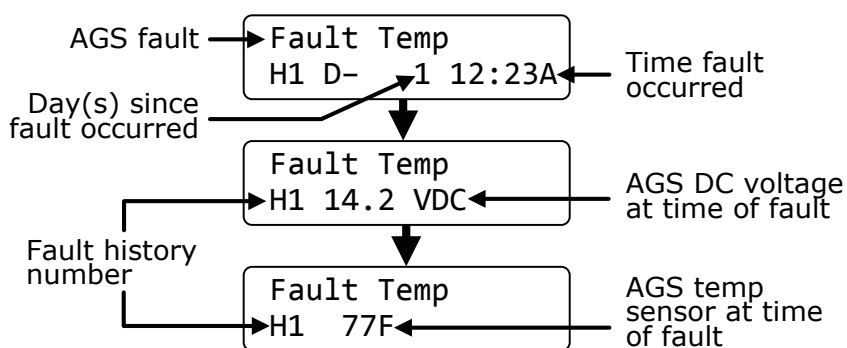 AGS fault
Fault Temp
H1 D–   1 12:23A
Time fault
occurred
Day(s) since
fault occurred
Fault Temp
H1 14.2 VDC
AGS DC voltage
at time of fault
Fault history
number
Fault Temp
H1   77F
AGS temp
sensor at time
of fault